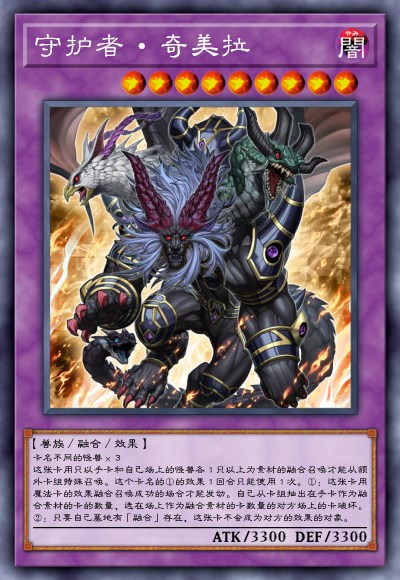 守护者·奇美拉
やみ
闇
【兽族／融合／效果】
卡名不同的怪兽 x 3
这张卡用只以手卡和自己场上的怪兽各1只以上为素材的融合召唤才能从额
外卡组特殊召唤。这个卡名的①的效果1回合只能使用1次。①：这张卡用
魔法卡的效果融合召唤成功的场合才能发动。自己从卡组抽出在手卡作为融
合素材的卡的数量，选在场上作为融合素材的卡数量的对方场上的卡破坏。
②：只要自己墓地有「融合」存在，这张卡不会成为对方的效果的对象。
ATK/3300 DEF/3300